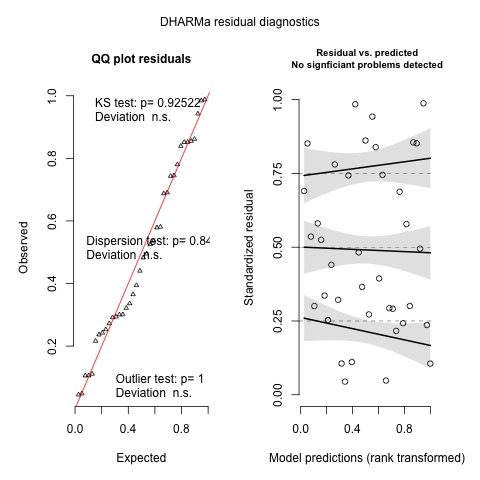 DHARMa residual diagnostics
QQ plot residuals
KS test: p= 0.92522
Deviation n.s.
Dispersion test: p= 0.84
Deviation n.s.
Outlier test: p= 1
Deviation n.s.
Observed
0.2 0.4 0.6 0.8 1.0
0.0 0.4 0.8
Expected
Residual vs. predicted
No signficiant problems detected
Standardized residual
0.00 0.25 0.50 0.75 1.00
0.0 0.4 0.8
Model predictions (rank transformed)